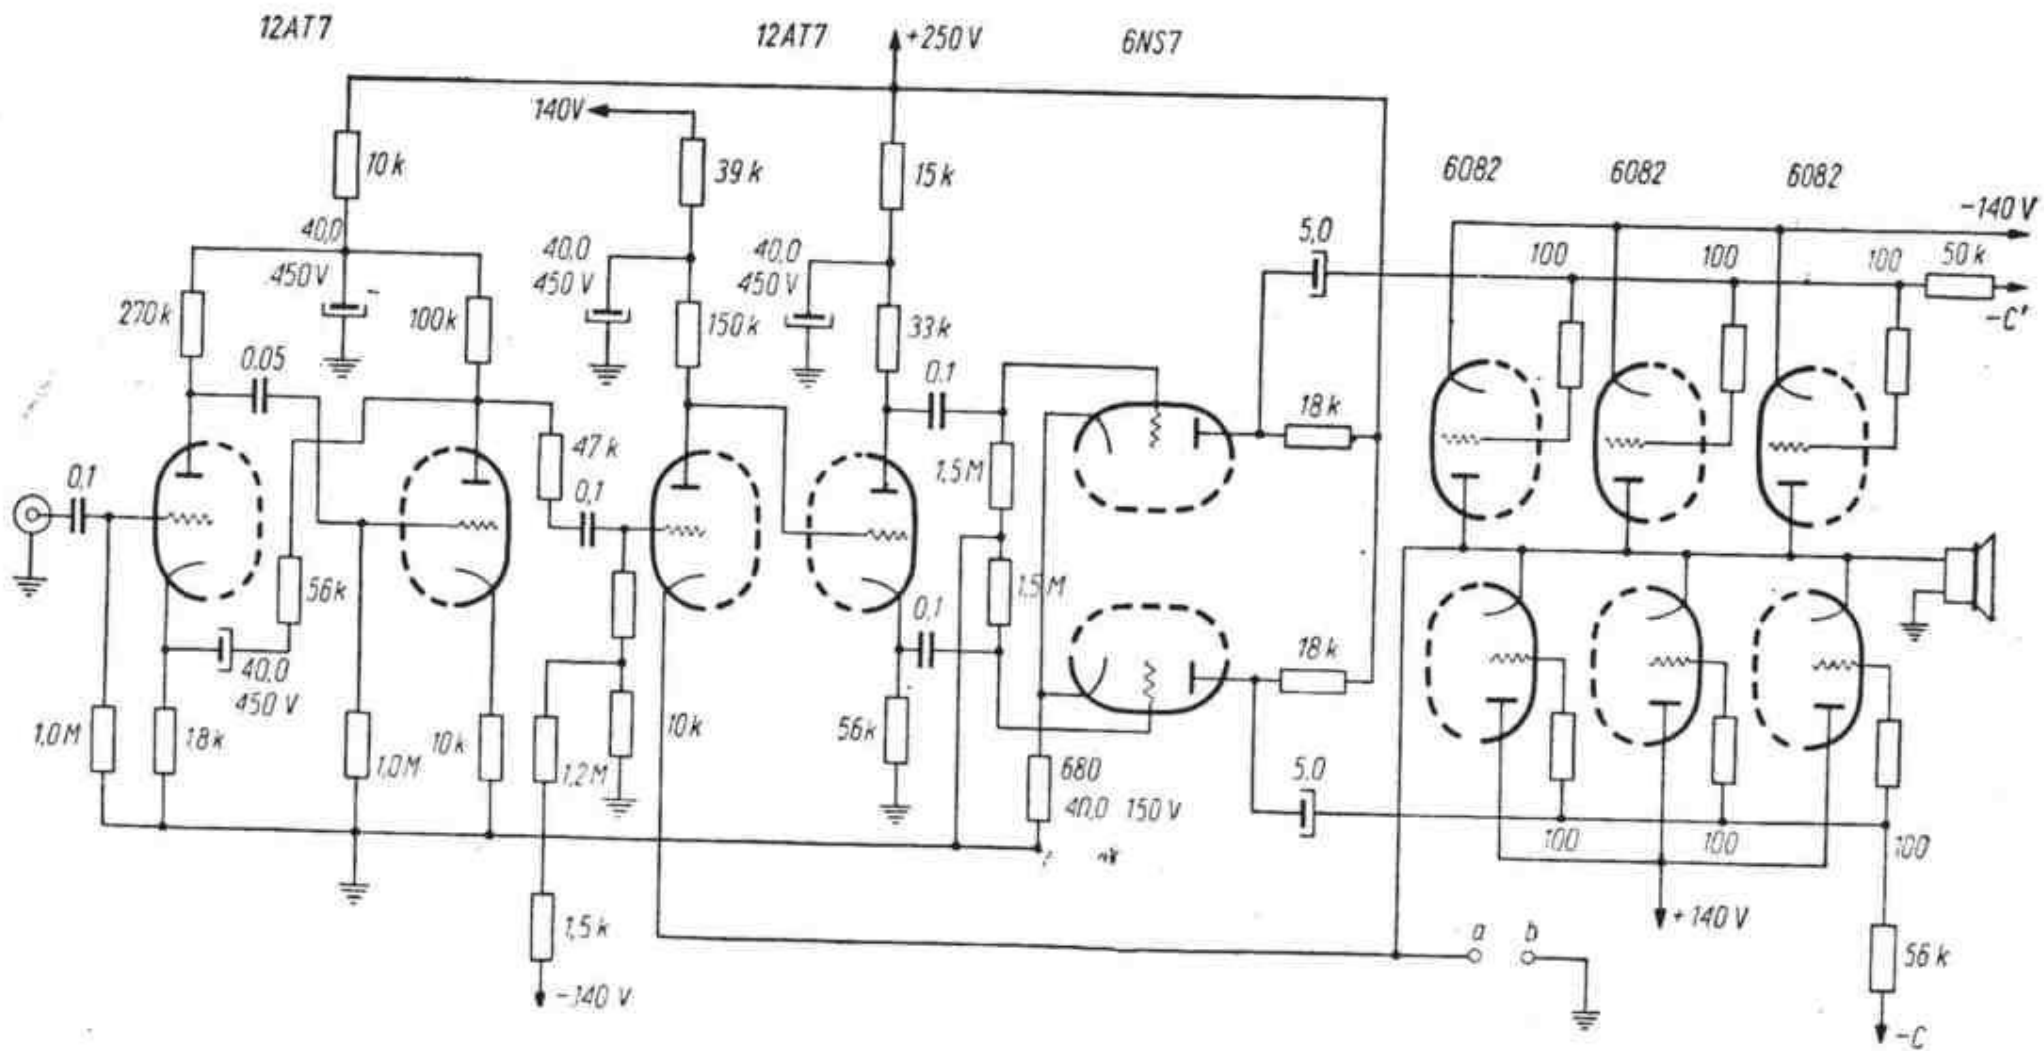 12AT7
12AT7
+250 V
6NS7
140V
10 k
39 k
15 k
6082
6082
6082
-140 V
40,0
450 V
40,0
450 V
40,0
450 V
5,0
100
100
100
50 k
-C'
270 k
100 k
150 k
33 k
0.05
0.1
18 k
47 k
0,1
0,1
1,5 M
56 k
1,5 M
0,1
40,0
450 V
18 k
1,0 M
18 k
1,0 M
10 k
1,2 M
10 k
56 k
680
40,0 150 V
5,0
100
100
100
+140 V
1,5 k
-140 V
a
b
56 k
-C